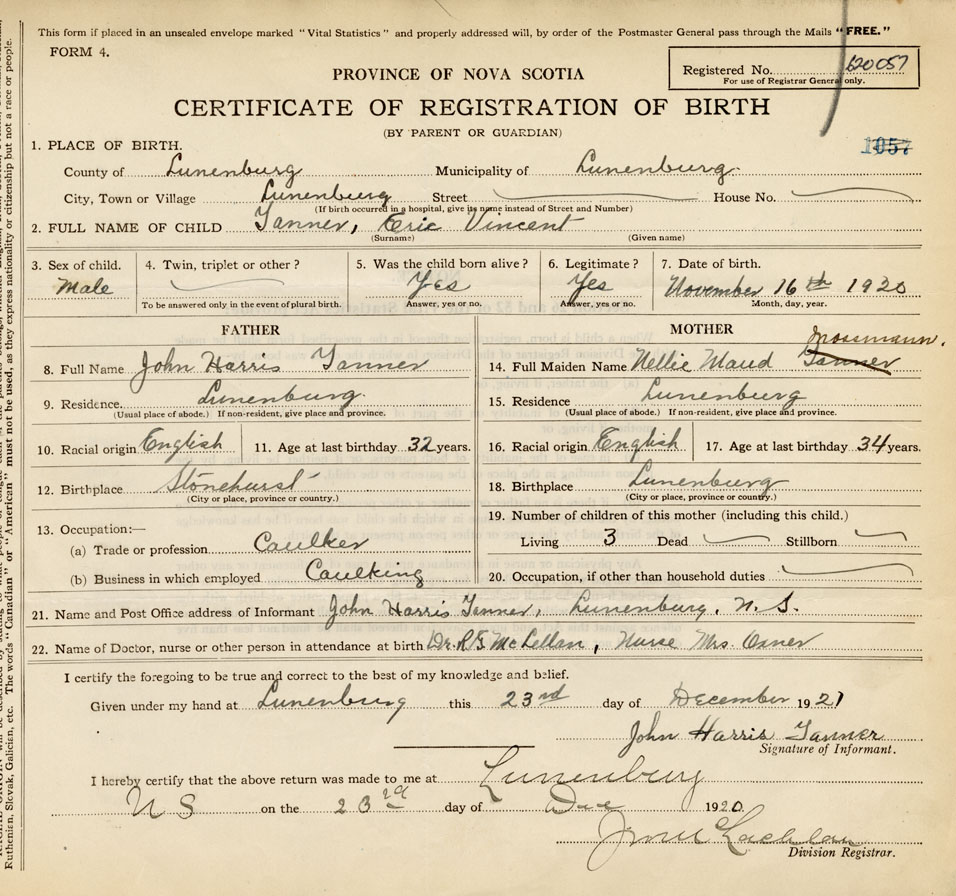 This form if placed in an unsealed envelope marked "Vital Statistics" and properly addressed will, by order of the Postmaster General pass through the Mails "FREE."
FORM 4.
Registered No. 620057
For use of Registrar General only.
PROVINCE OF NOVA SCOTIA
CERTIFICATE OF REGISTRATION OF BIRTH
(BY PARENT OR GUARDIAN)
1057
1. PLACE OF BIRTH.
County of Lunenburg Municipality of Lunenburg
City, Town or Village Lunenburg Street House No.
(If birth occurred in a hospital, give its name instead of Street and Number)
2. FULL NAME OF CHILD Tanner, Eric Vincent
(Surname) (Given name)
3. Sex of child. 4. Twin, triplet or other? 5. Was the child born alive? 6. Legitimate? 7. Date of birth.
Male Yes Yes November 16th 1920
To be answered only in the event of plural birth. Answer, yes or no. Answer, yes or no. Month, day, year.
FATHER MOTHER
Mossmann.
8. Full Name John Harris Tanner 14. Full Maiden Name Nellie Maud Tanner
9. Residence Lunenburg. 15. Residence Lunenburg
(Usual place of abode.) If non-resident, give place and province. (Usual place of abode.) If non-resident, give place and province.
10. Racial origin English 11. Age at last birthday 32 years. 16. Racial origin English 17. Age at last birthday 34 years.
12. Birthplace Stonehurst 18. Birthplace Lunenburg
(City or place, province or country.) (City or place, province or country.)
13. Occupation:— 19. Number of children of this mother (including this child.)
(a) Trade or profession Caulker Living 3 Dead Stillborn
(b) Business in which employed Caulking 20. Occupation, if other than household duties
21. Name and Post Office address of Informant John Harris Tanner, Lunenburg, N.S.
22. Name of Doctor, nurse or other person in attendance at birth Dr. R.G. McLellan, Nurse Mrs.
I certify the foregoing to be true and correct to the best of my knowledge and belief.
Given under my hand at Lunenburg this 23rd day of December 1921
John Harris Tanner
Signature of Informant.
I hereby certify that the above return was made to me at Lunenburg
N S on the 23rd day of Dec 1920
Division Registrar.
Ruthenian, Slovak, Galician, etc. The words "Canadian" or "American" must not be used, as they express nationality or citizenship but not a race or people.